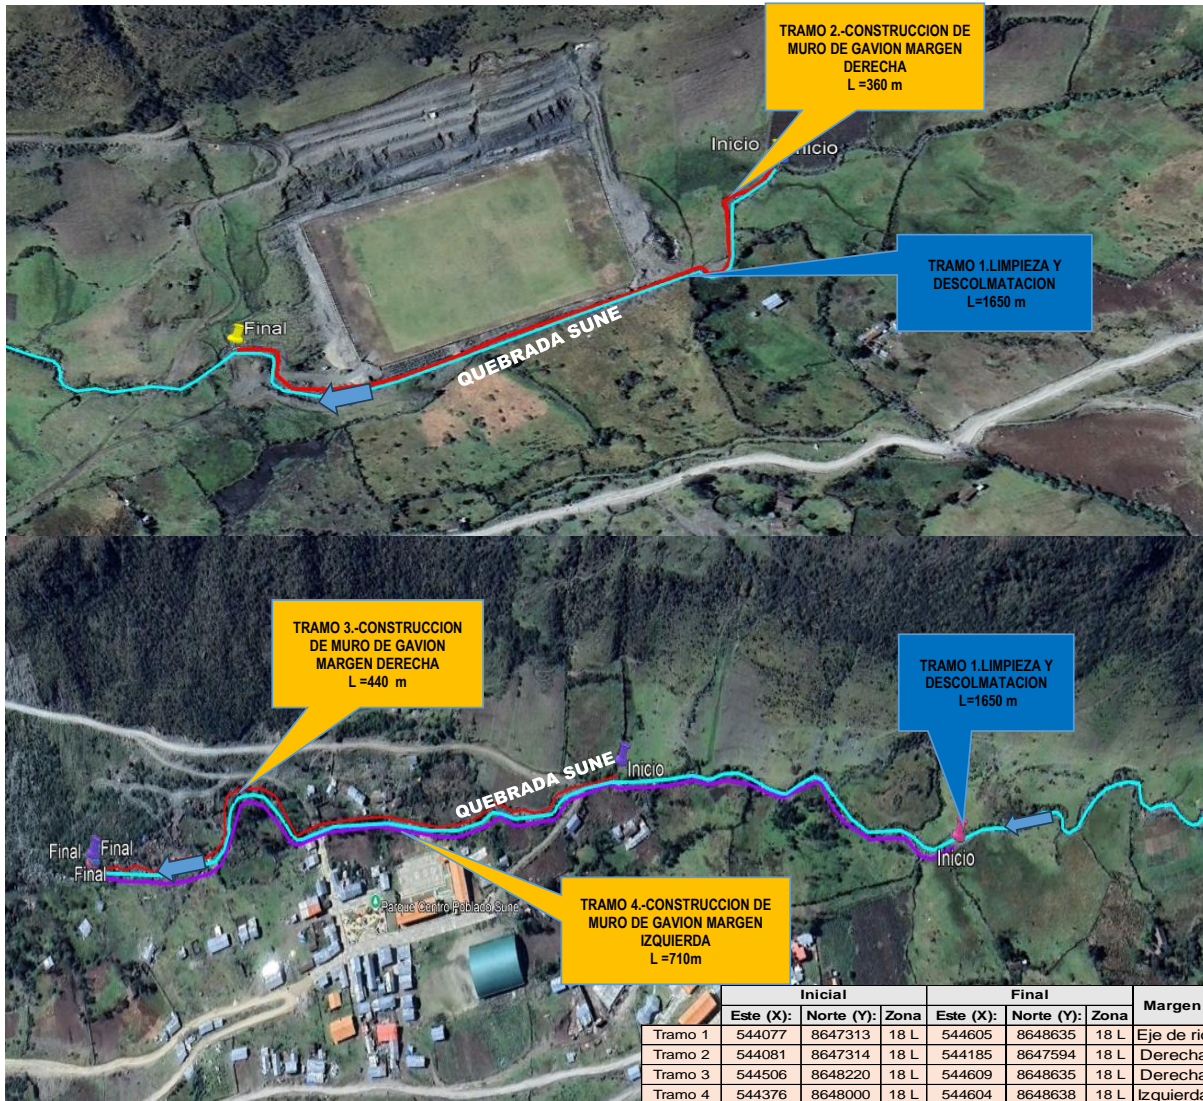 TRAMO 2.-CONSTRUCCION DE
MURO DE GAVION MARGEN
DERECHA
L =360 m
Inicio
nicio
TRAMO 1.LIMPIEZA Y
DESCOLMATACION
L=1650 m
QUEBRADA SUNE
Final
TRAMO 3.-CONSTRUCCION
DE MURO DE GAVION
MARGEN DERECHA
L =440 m
TRAMO 1.LIMPIEZA Y
DESCOLMATACION
L=1650 m
QUEBRADA SUNE
Inicio
Inicio
Final Final
Final
Parque Centro Poblado Sune
TRAMO 4.-CONSTRUCCION DE
MURO DE GAVION MARGEN
IZQUIERDA
L =710m
Inicial Final Margen
Este (X): Norte (Y): Zona Este (X): Norte (Y): Zona
Tramo 1 544077 8647313 18 L 544605 8648635 18 L Eje de rio
Tramo 2 544081 8647314 18 L 544185 8647594 18 L Derecha
Tramo 3 544506 8648220 18 L 544609 8648635 18 L Derecha
Tramo 4 544376 8648000 18 L 544604 8648638 18 L Izquierda